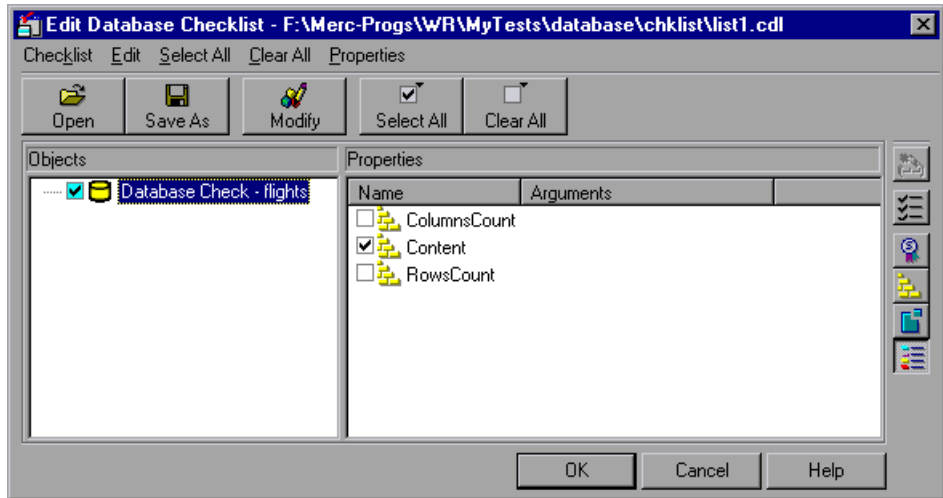 Edit Database Checklist - F:\Merc-Progs\WR\MyTests\database\chklist\list1.cdl
Checklist Edit Select All Clear All Properties
Open Save As Modify Select All Clear All
Objects Properties
Database Check - flights Name Arguments
ColumnsCount
Content
RowsCount
OK Cancel Help